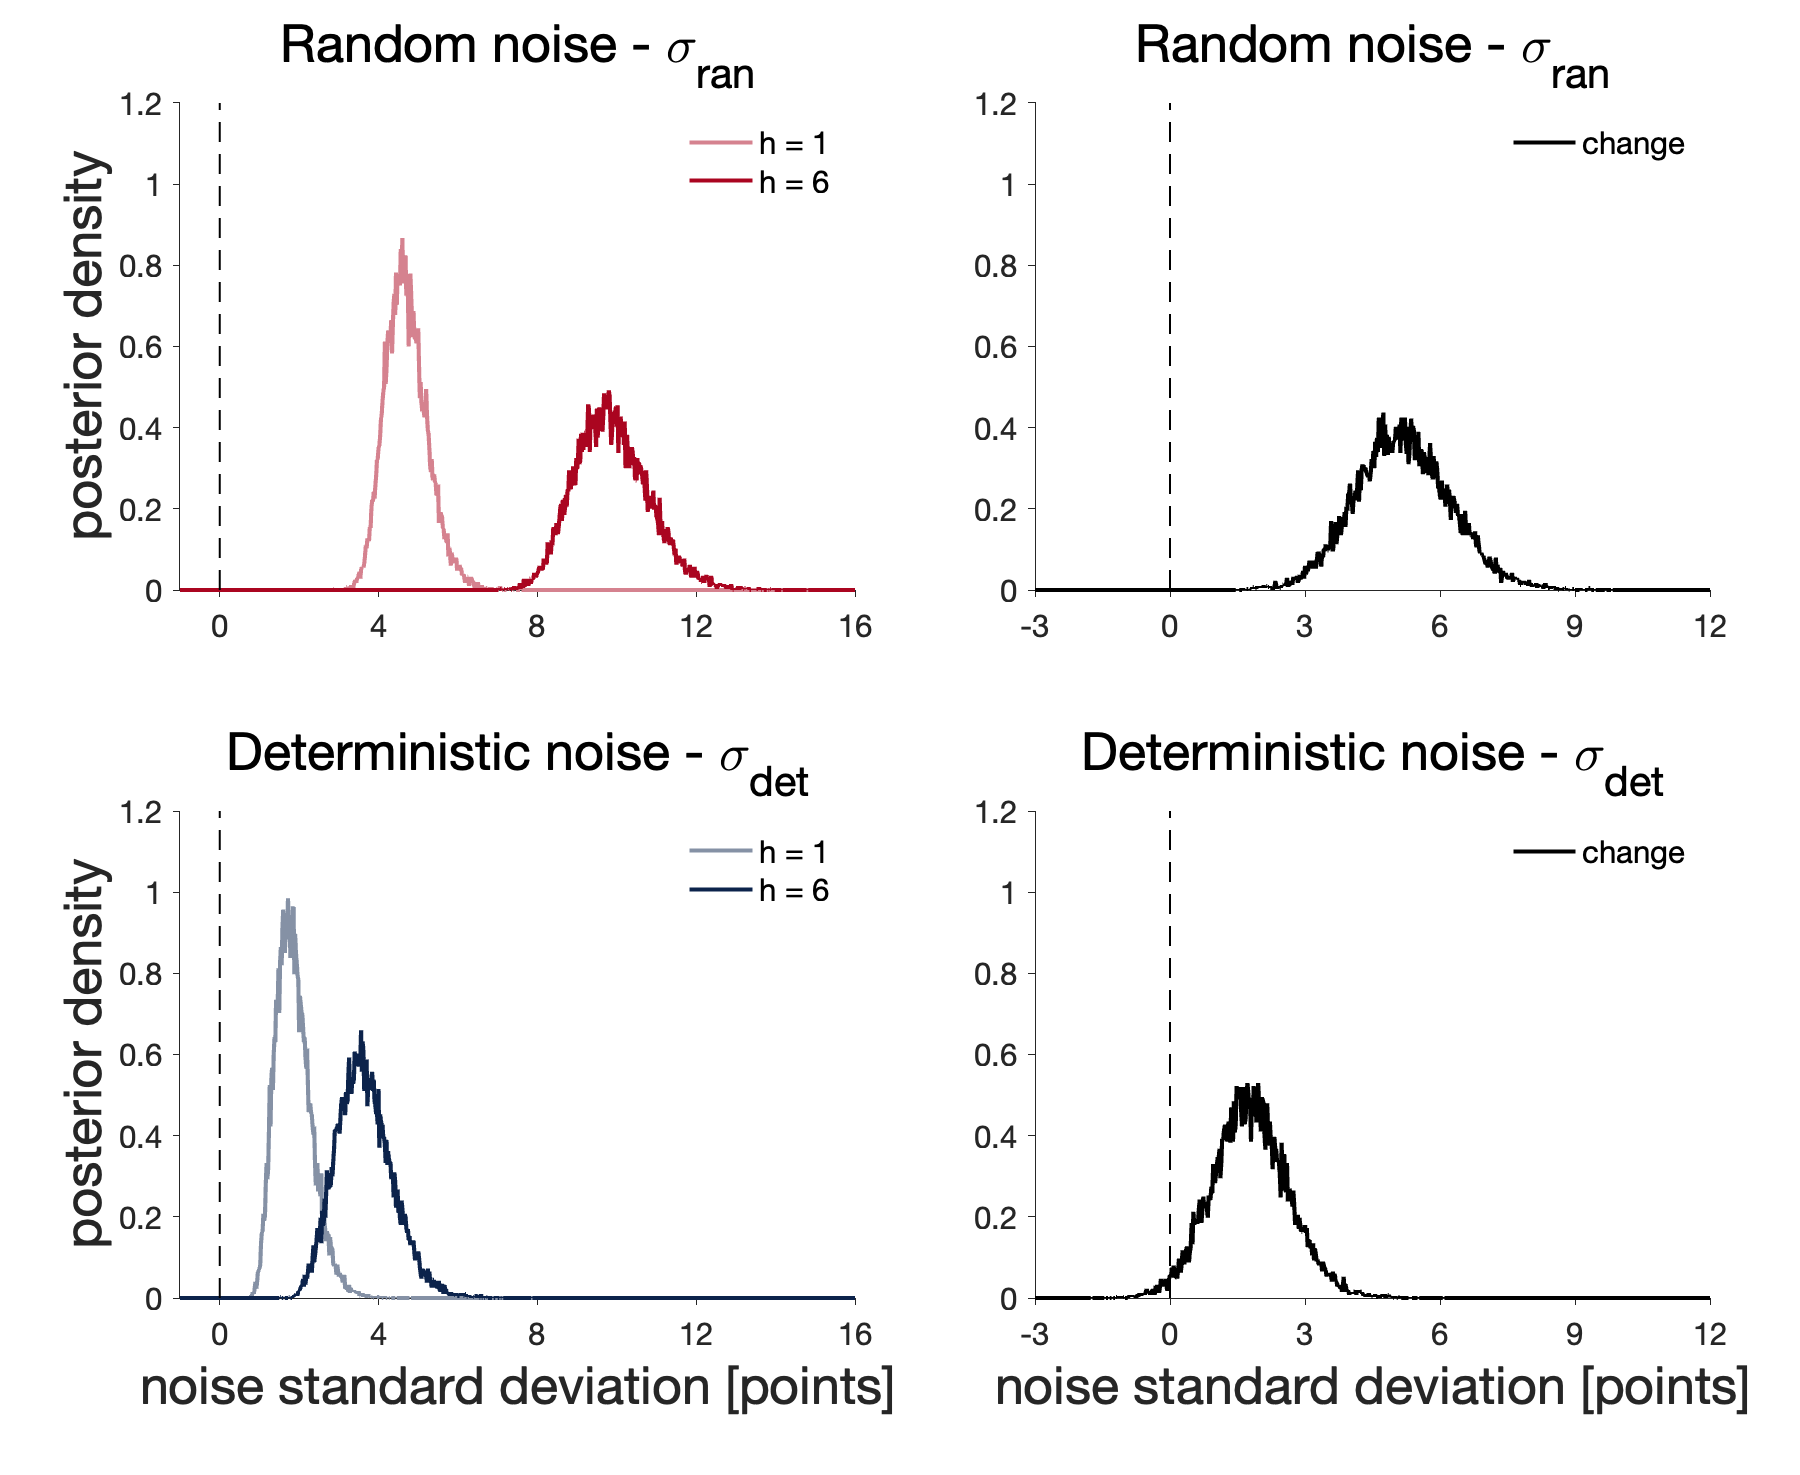 Random noise - σran
1.2
1
0.8
0.6
0.4
0.2
0
posterior density
h = 1
h = 6
0 4 8 12 16
Random noise - σran
1.2
1
0.8
0.6
0.4
0.2
0
change
-3 0 3 6 9 12
Deterministic noise - σdet
1.2
1
0.8
0.6
0.4
0.2
0
posterior density
h = 1
h = 6
0 4 8 12 16
noise standard deviation [points]
Deterministic noise - σdet
1.2
1
0.8
0.6
0.4
0.2
0
change
-3 0 3 6 9 12
noise standard deviation [points]